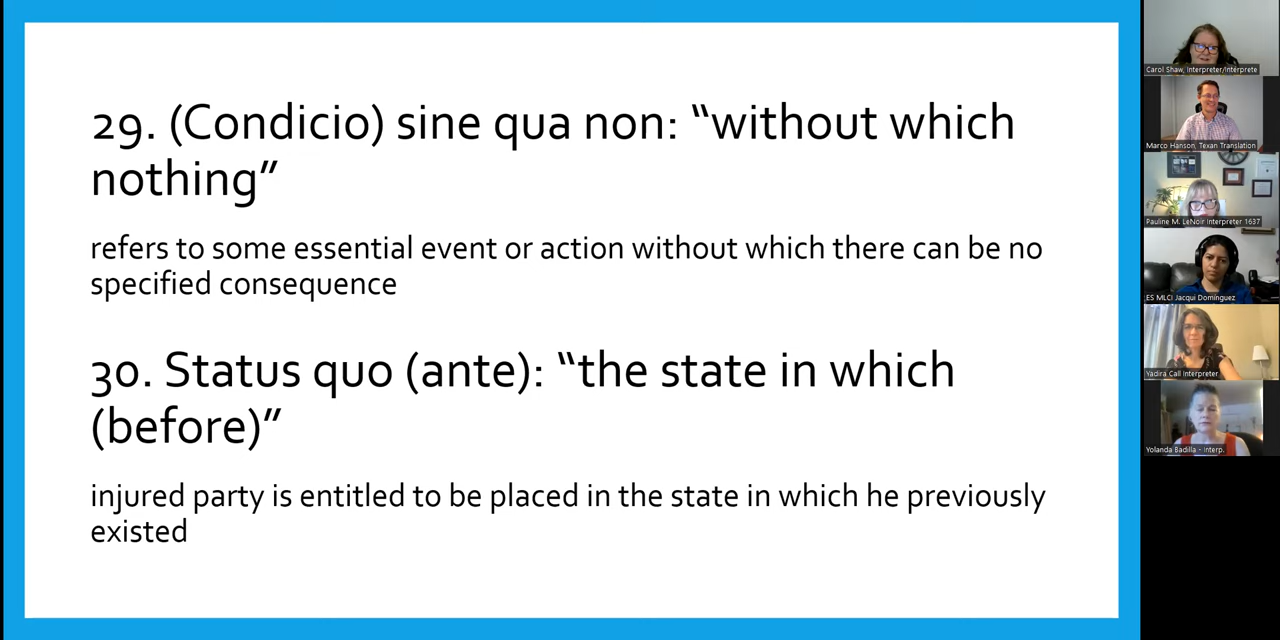 29. (Condicio) sine qua non: “without which
nothing”
refers to some essential event or action without which there can be no
specified consequence
30. Status quo (ante): “the state in which
(before)”
injured party is entitled to be placed in the state in which he previously
existed
Carol Shaw, Interpreter/Intérprete
Marco Hanson, Texan Translation
Pauline M. LeNoir Interpreter 1637
ES MLCI Jacqui Domínguez
Yadira Call Interpreter
Yolanda Badilla - Interp.